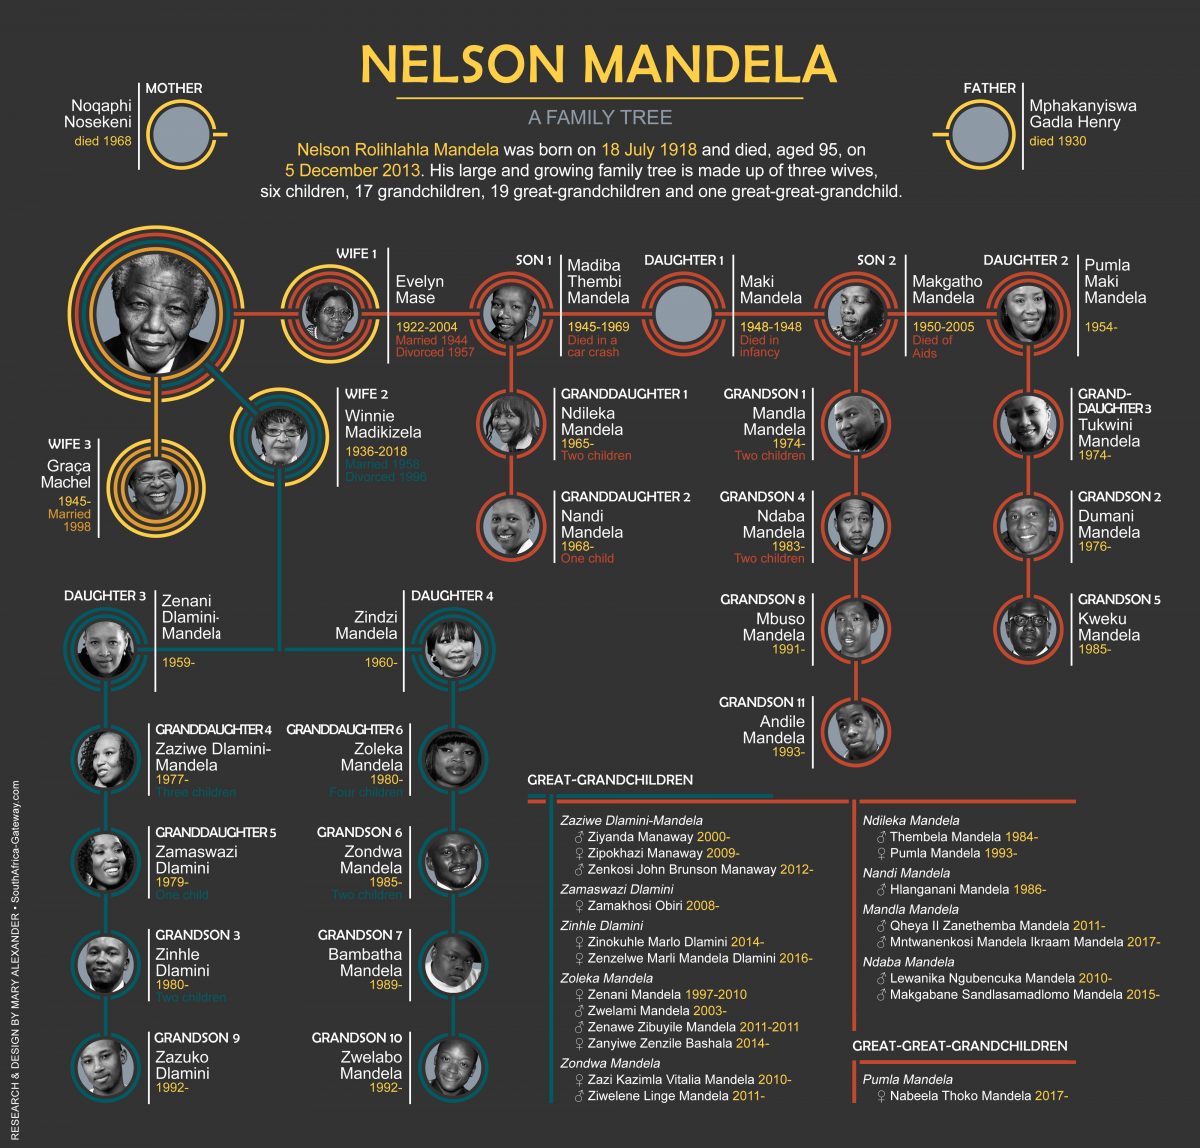 NELSON MANDELA
A FAMILY TREE
MOTHER
Noqaphi
Nosekeni
died 1968
FATHER
Mphakanyiswa
Gadla Henry
died 1930
Nelson Rolihlahla Mandela was born on 18 July 1918 and died, aged 95, on
5 December 2013. His large and growing family tree is made up of three wives,
six children, 17 grandchildren, 19 great-grandchildren and one great-great-grandchild.
WIFE 1
Evelyn
Mase
1922-2004
Married 1944
Divorced 1957
SON 1
Madiba
Thembi
Mandela
1945-1969
Died in a
car crash
DAUGHTER 1
Maki
Mandela
1948-1948
Died in
infancy
SON 2
Makgatho
Mandela
1950-2005
Died of
Aids
DAUGHTER 2
Pumla
Maki
Mandela
1954-
WIFE 2
Winnie
Madikizela
1936-2018
Married 1958
Divorced 1996
WIFE 3
Graça
Machel
1945-
Married
1998
GRANDDAUGHTER 1
Ndileka
Mandela
1965-
Two children
GRANDSON 1
Mandla
Mandela
1974-
Two children
GRAND-
DAUGHTER 3
Tukwini
Mandela
1974-
GRANDDAUGHTER 2
Nandi
Mandela
1968-
One child
GRANDSON 4
Ndaba
Mandela
1983-
Two children
GRANDSON 2
Dumani
Mandela
1976-
GRANDSON 8
Mbuso
Mandela
1991-
GRANDSON 5
Kweku
Mandela
1985-
GRANDSON 11
Andile
Mandela
1993-
DAUGHTER 3
Zenani
Dlamini-
Mandela
1959-
DAUGHTER 4
Zindzi
Mandela
1960-
GRANDDAUGHTER 4
Zaziwe Dlamini-
Mandela
1977-
Three children
GRANDDAUGHTER 6
Zoleka
Mandela
1980-
Four children
GRANDDAUGHTER 5
Zamaswazi
Dlamini
1979-
One child
GRANDSON 6
Zondwa
Mandela
1985-
Two children
GRANDSON 3
Zinhle
Dlamini
1980-
Two children
GRANDSON 7
Bambatha
Mandela
1989-
GRANDSON 9
Zazuko
Dlamini
1992-
GRANDSON 10
Zwelabo
Mandela
1992-
GREAT-GRANDCHILDREN
Zaziwe Dlamini-Mandela
♂ Ziyanda Manaway 2000-
♀ Zipokhazi Manaway 2009-
♂ Zenkosi John Brunson Manaway 2012-
Zamaswazi Dlamini
♀ Zamakhosi Obiri 2008-
Zinhle Dlamini
♀ Zinokuhle Marlo Dlamini 2014-
♀ Zenzelwe Marli Mandela Dlamini 2016-
Zoleka Mandela
♀ Zenani Mandela 1997-2010
♂ Zwelami Mandela 2003-
♂ Zenawe Zibuyile Mandela 2011-2011
♀ Zanyiwe Zenzile Bashala 2014-
Zondwa Mandela
♀ Zazi Kazimla Vitalia Mandela 2010-
♂ Ziwelene Linge Mandela 2011-
Ndileka Mandela
♂ Thembela Mandela 1984-
♀ Pumla Mandela 1993-
Nandi Mandela
♂ Hlanganani Mandela 1986-
Mandla Mandela
♂ Qheya II Zanethemba Mandela 2011-
♂ Mntwanenkosi Mandela Ikraam Mandela 2017-
Ndaba Mandela
♂ Lewanika Ngubencuka Mandela 2010-
♂ Makgabane Sandlasamadlomo Mandela 2015-
GREAT-GREAT-GRANDCHILDREN
Pumla Mandela
♀ Nabeela Thoko Mandela 2017-
RESEARCH & DESIGN BY MARY ALEXANDER • SouthAfrica-Gateway.com